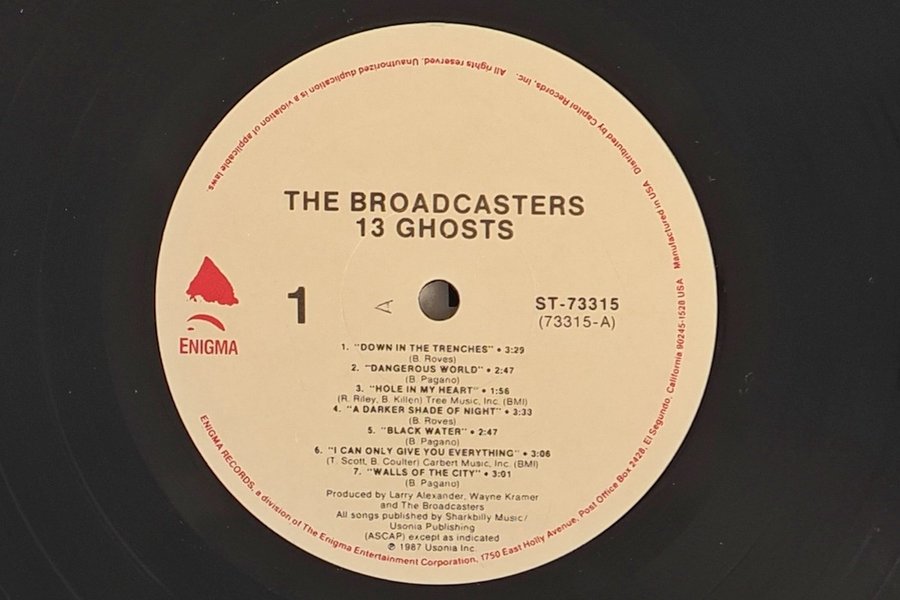 THE BROADCASTERS
13 GHOSTS
ENIGMA
1
A
ST-73315
(73315-A)
1. "DOWN IN THE TRENCHES" • 3:29
(B. Roves)
2. "DANGEROUS WORLD" • 2:47
(B. Pagano)
3. "HOLE IN MY HEART" • 1:56
(R. Riley, B. Killen) Tree Music, Inc. (BMI)
4. "A DARKER SHADE OF NIGHT" • 3:33
(B. Roves)
5. "BLACK WATER" • 2:47
(B. Pagano)
6. "I CAN ONLY GIVE YOU EVERYTHING" • 3:06
(T. Scott, B. Coulter) Carbert Music, Inc. (BMI)
7. "WALLS OF THE CITY" • 3:01
(B. Pagano)
Produced by Larry Alexander, Wayne Kramer
and The Broadcasters
All songs published by Sharkbilly Music/
Usonia Publishing
(ASCAP) except as indicated
℗ 1987 Usonia Inc.
ENIGMA RECORDS, a division of The Enigma Entertainment Corporation, 1750 East Holly Avenue, Post Office Box 2428, El Segundo, California 90245-1528 USA Manufactured in USA Distributed by Capitol Records, Inc. All rights reserved. Unauthorized duplication is a violation of applicable laws.